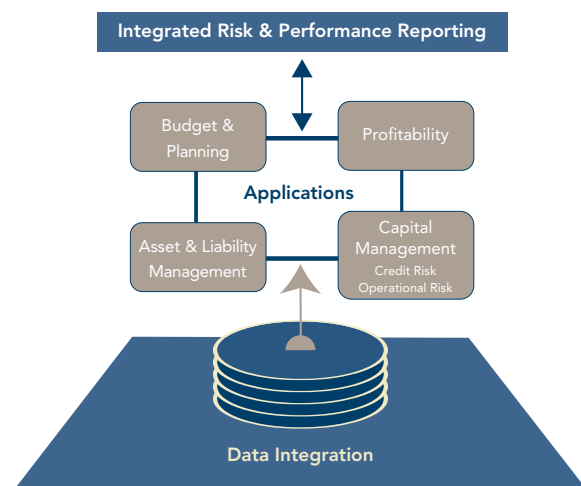 Integrated Risk & Performance Reporting
Budget &
Planning
Profitability
Applications
Asset & Liability
Management
Capital
Management
Credit Risk
Operational Risk
Data Integration